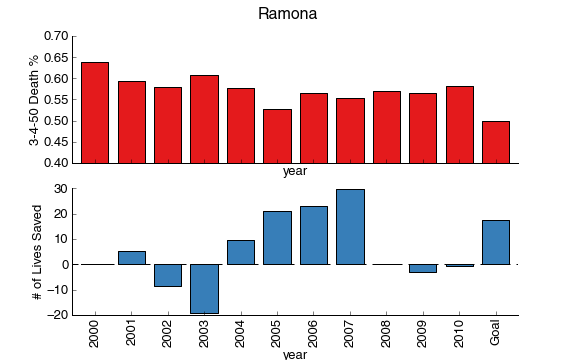 Ramona
0.70
0.65
0.60
0.55
0.50
0.45
0.40
3-4-50 Death %
year
30
20
10
0
−10
−20
# of Lives Saved
2000 2001 2002 2003 2004 2005 2006 2007 2008 2009 2010 Goal
year